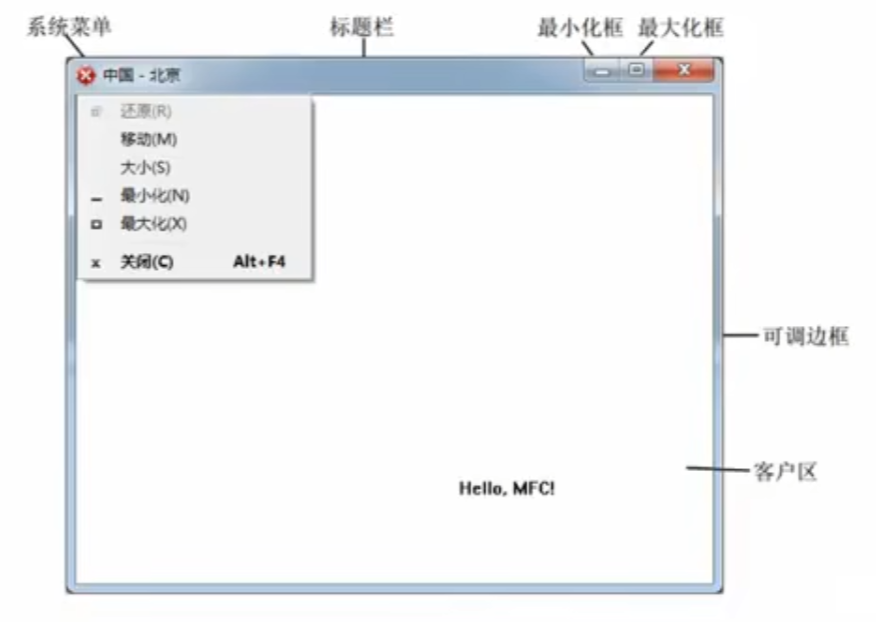 系统菜单
标题栏
最小化框
最大化框
中国 - 北京
还原(R)
移动(M)
大小(S)
最小化(N)
最大化(X)
关闭(C) Alt+F4
可调边框
客户区
Hello, MFC!